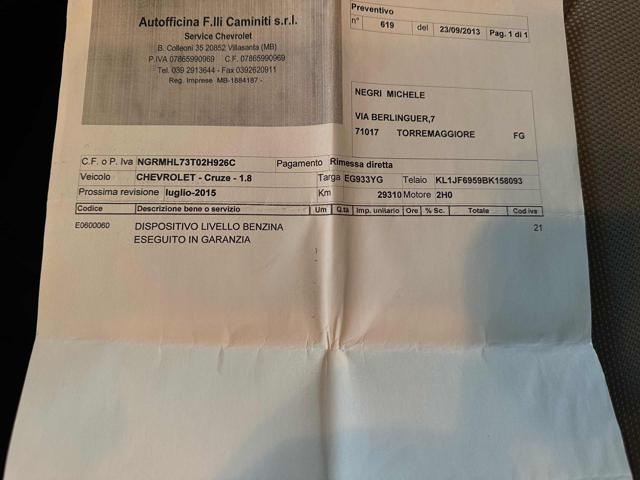 Autofficina F.lli Caminiti s.r.l.
Service Chevrolet
B. Colleoni 35 20852 Villasanta (MB)
P.IVA 07865990969 C.F. 07865990969
Tel. 039 2913644 - Fax 0392620911
Reg. Imprese MB-1884187 -
Preventivo
n° 619 del 23/09/2013 Pag. 1 di 1
NEGRI MICHELE
VIA BERLINGUER,7
71017 TORREMAGGIORE FG
C.F. o P. Iva NGRMHL73T02H926C Pagamento Rimessa diretta
Veicolo CHEVROLET - Cruze - 1.8 Targa EG933YG Telaio KL1JF6959BK158093
Prossima revisione luglio-2015 Km 29310 Motore 2H0
Codice Descrizione bene o servizio Um Q.tà Imp. unitario Ore % Sc. Totale Cod iva
E0600060 DISPOSITIVO LIVELLO BENZINA 21
ESEGUITO IN GARANZIA